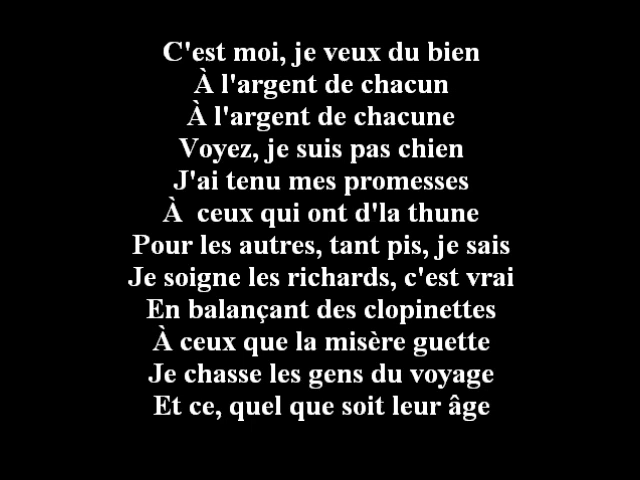 C'est moi, je veux du bien
À l'argent de chacun
À l'argent de chacune
Voyez, je suis pas chien
J'ai tenu mes promesses
À  ceux qui ont d'la thune
Pour les autres, tant pis, je sais
Je soigne les richards, c'est vrai
En balançant des clopinettes
À ceux que la misère guette
Je chasse les gens du voyage
Et ce, quel que soit leur âge